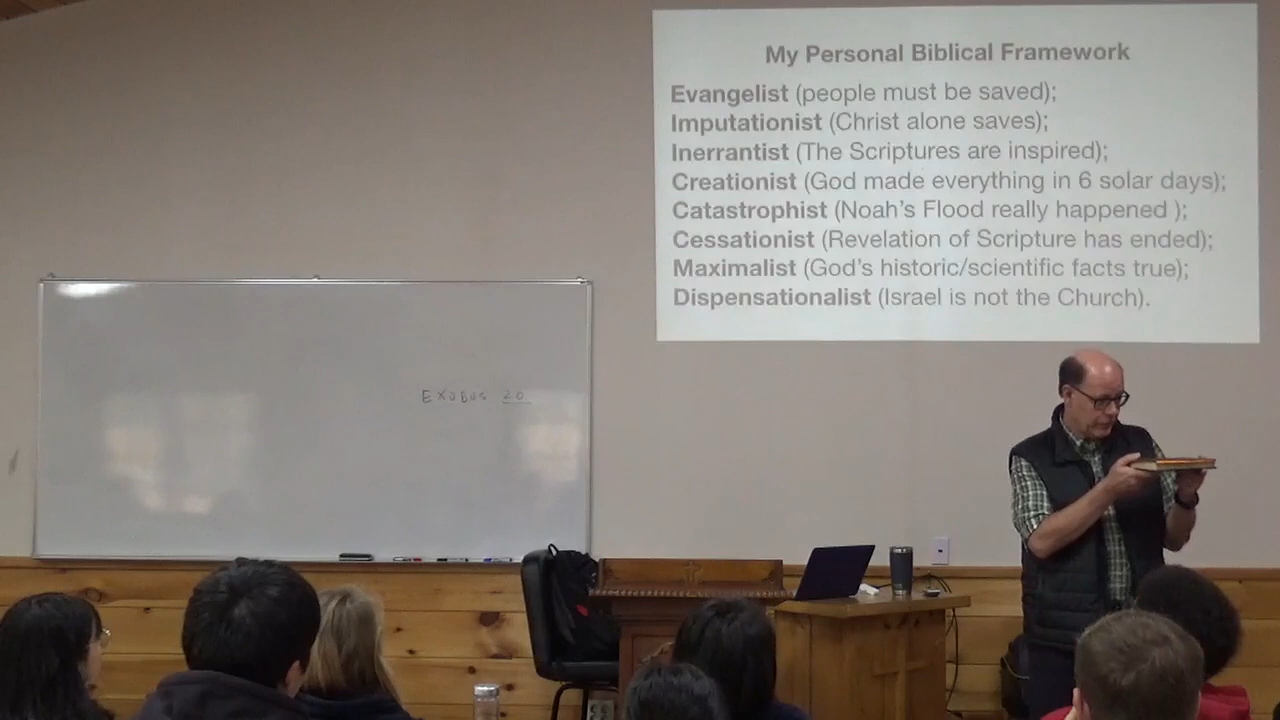 My Personal Biblical Framework
Evangelist (people must be saved);
Imputationist (Christ alone saves);
Inerrantist (The Scriptures are inspired);
Creationist (God made everything in 6 solar days);
Catastrophist (Noah's Flood really happened );
Cessationist (Revelation of Scripture has ended);
Maximalist (God's historic/scientific facts true);
Dispensationalist (Israel is not the Church).
EXODUS 20